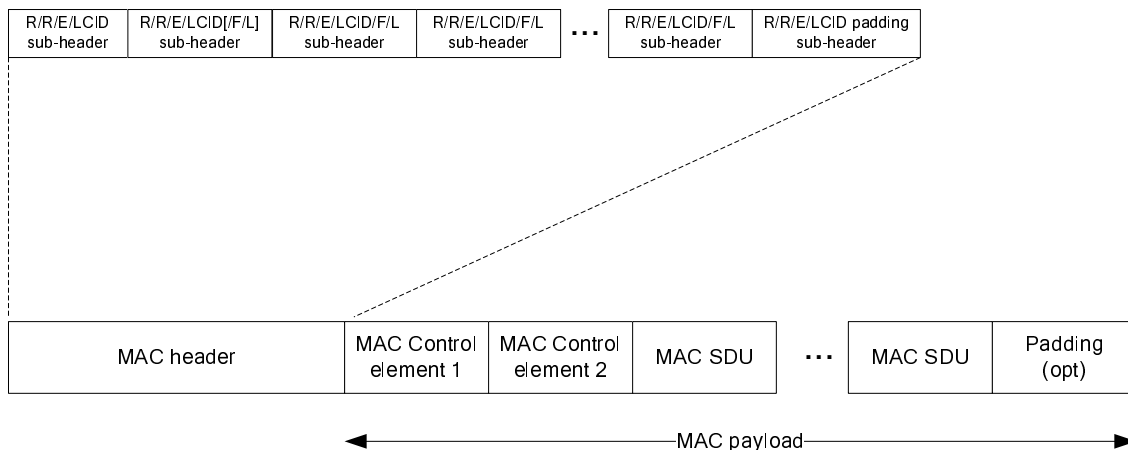 R/R/E/LCID R/R/E/LCID[/F/L] R/R/E/LCID/F/L R/R/E/LCID/F/L R/R/E/LCID/F/L R/R/E/LCID padding
sub-header sub-header sub-header sub-header ... sub-header sub-header
MAC header MAC Control element 1 MAC Control element 2 MAC SDU ... MAC SDU Padding (opt)
MAC payload